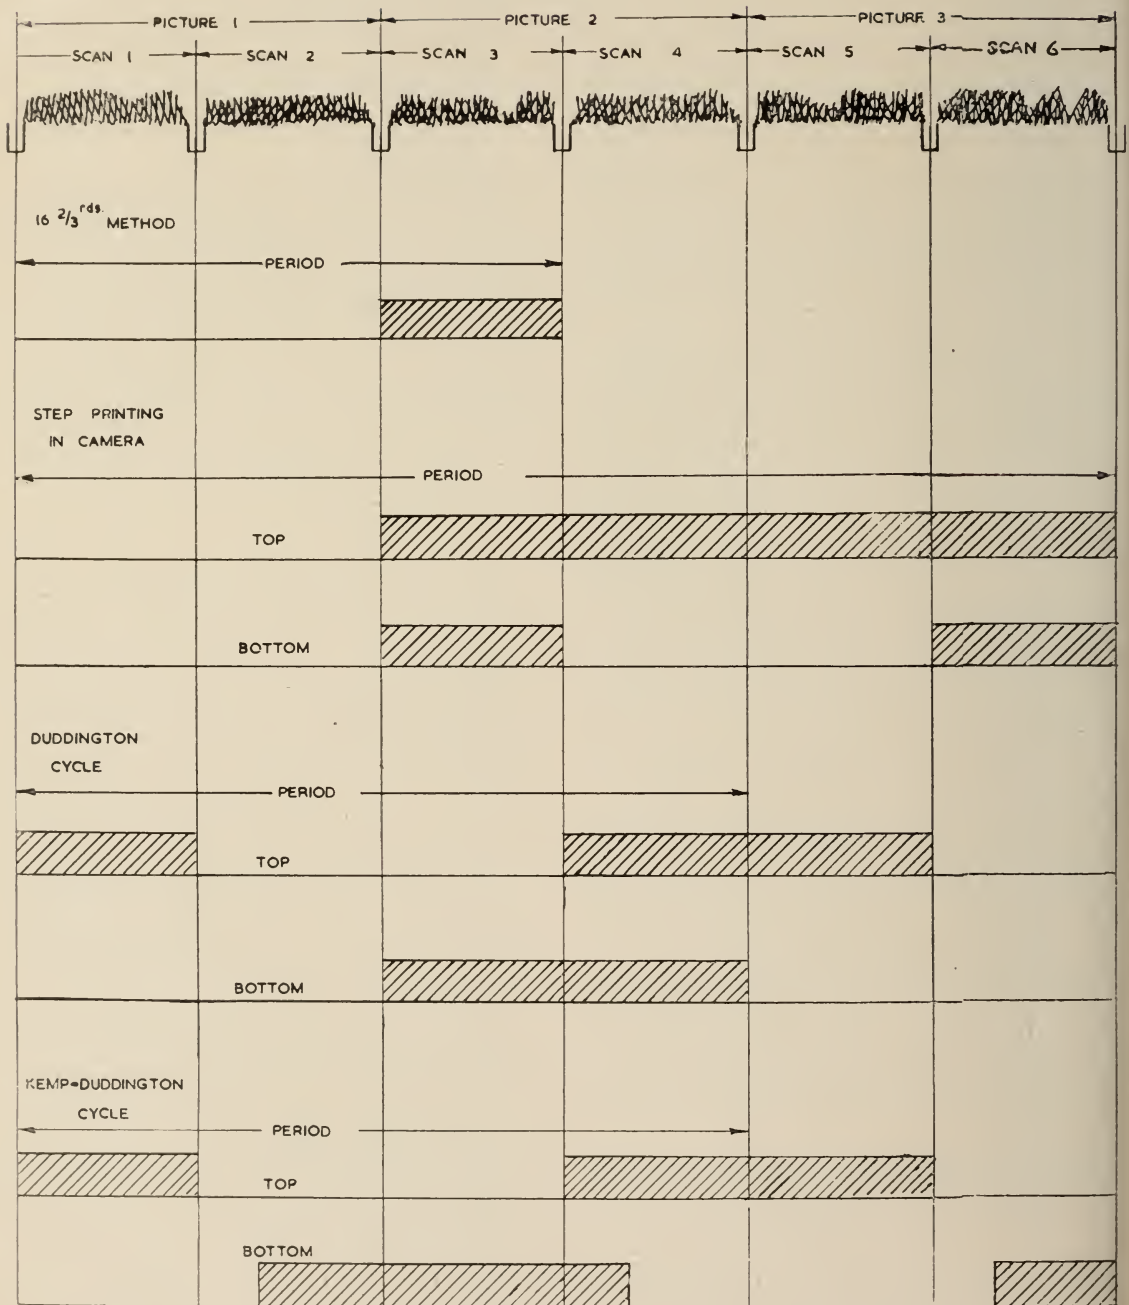 PICTURE 1 PICTURE 2 PICTURE 3
SCAN 1 SCAN 2 SCAN 3 SCAN 4 SCAN 5 SCAN 6
16 2/3 rds. METHOD
PERIOD
STEP PRINTING
IN CAMERA
PERIOD
TOP
BOTTOM
DUDDINGTON
CYCLE
PERIOD
TOP
BOTTOM
KEMP-DUDDINGTON
CYCLE
PERIOD
TOP
BOTTOM